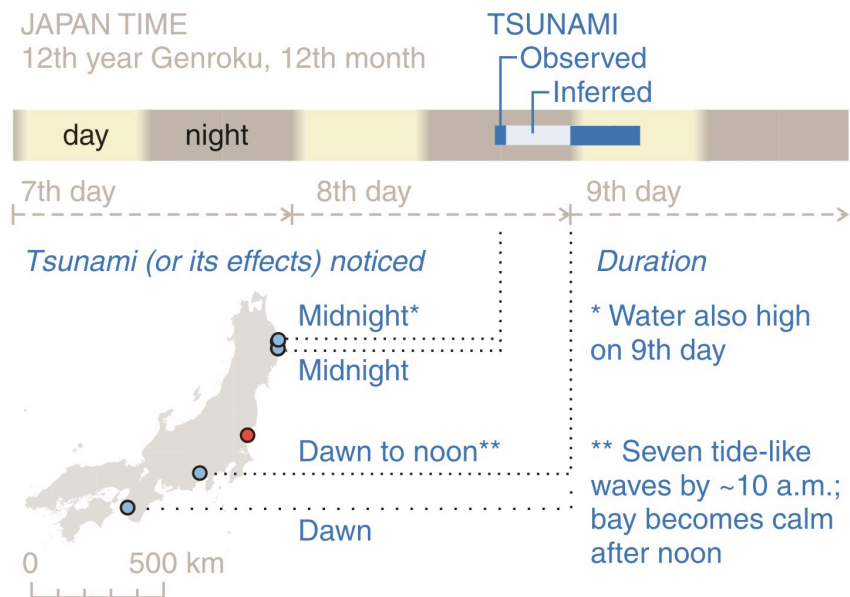 JAPAN TIME
12th year Genroku, 12th month
TSUNAMI
Observed
Inferred
day
night
7th day
8th day
9th day
Tsunami (or its effects) noticed
Duration
Midnight*
* Water also high
on 9th day
Midnight
Dawn to noon**
** Seven tide-like
waves by ~10 a.m.;
bay becomes calm
after noon
Dawn
0
500 km